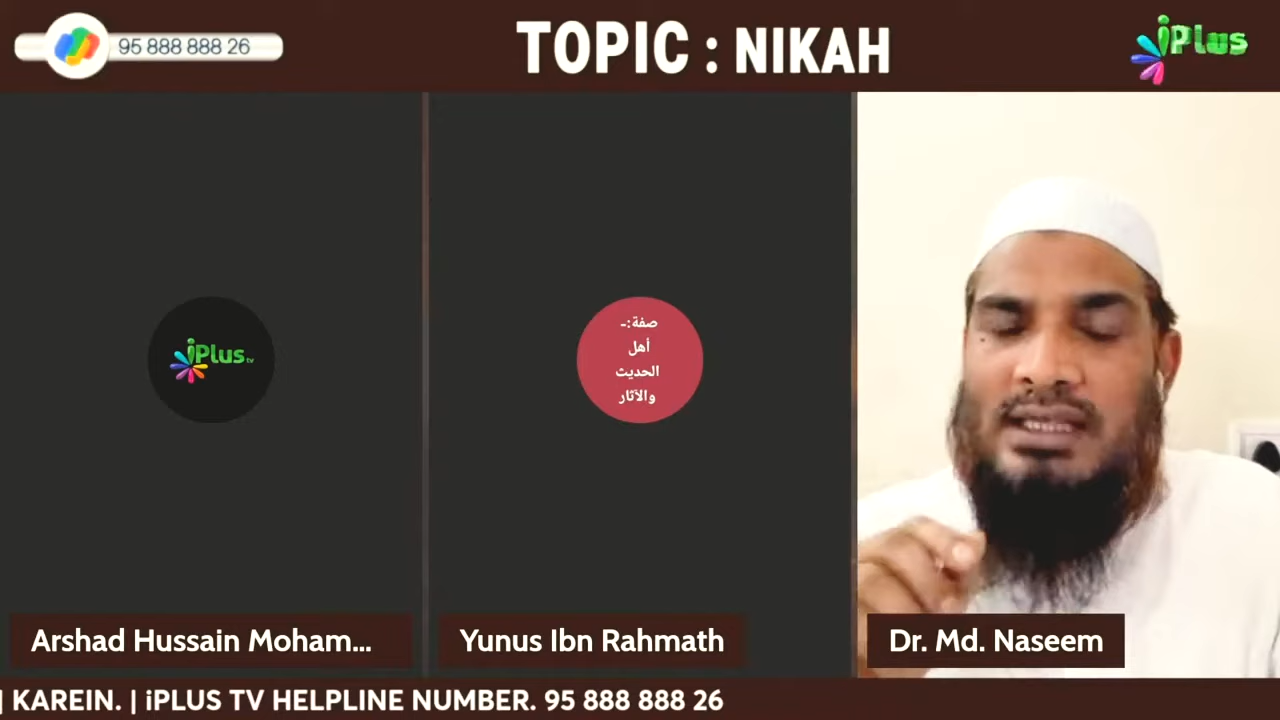 95 888 888 26
TOPIC : NIKAH
iPlus
iPlus tv
صفة:-
أهل
الحديث
والآثار
Arshad Hussain Moham...
Yunus Ibn Rahmath
Dr. Md. Naseem
| KAREIN. | iPLUS TV HELPLINE NUMBER. 95 888 888 26